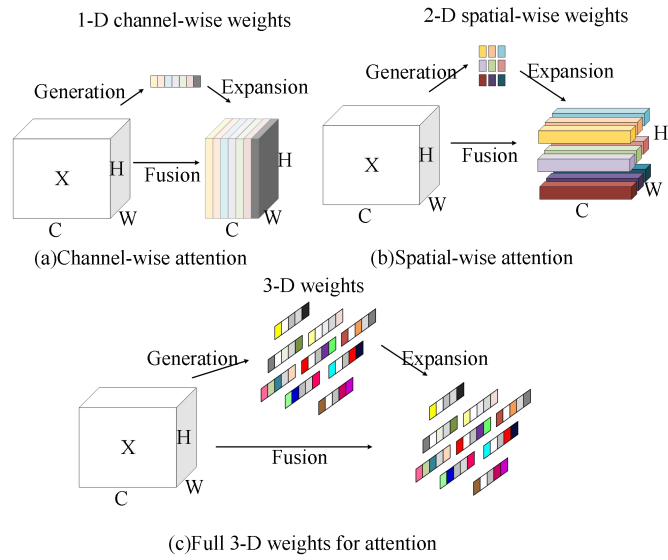 1-D channel-wise weights
Generation
Expansion
X
H
Fusion
H
C
W
C
W
(a)Channel-wise attention
2-D spatial-wise weights
Generation
Expansion
X
H
Fusion
H
C
W
C
W
(b)Spatial-wise attention
3-D weights
Generation
Expansion
X
H
Fusion
C
W
(c)Full 3-D weights for attention